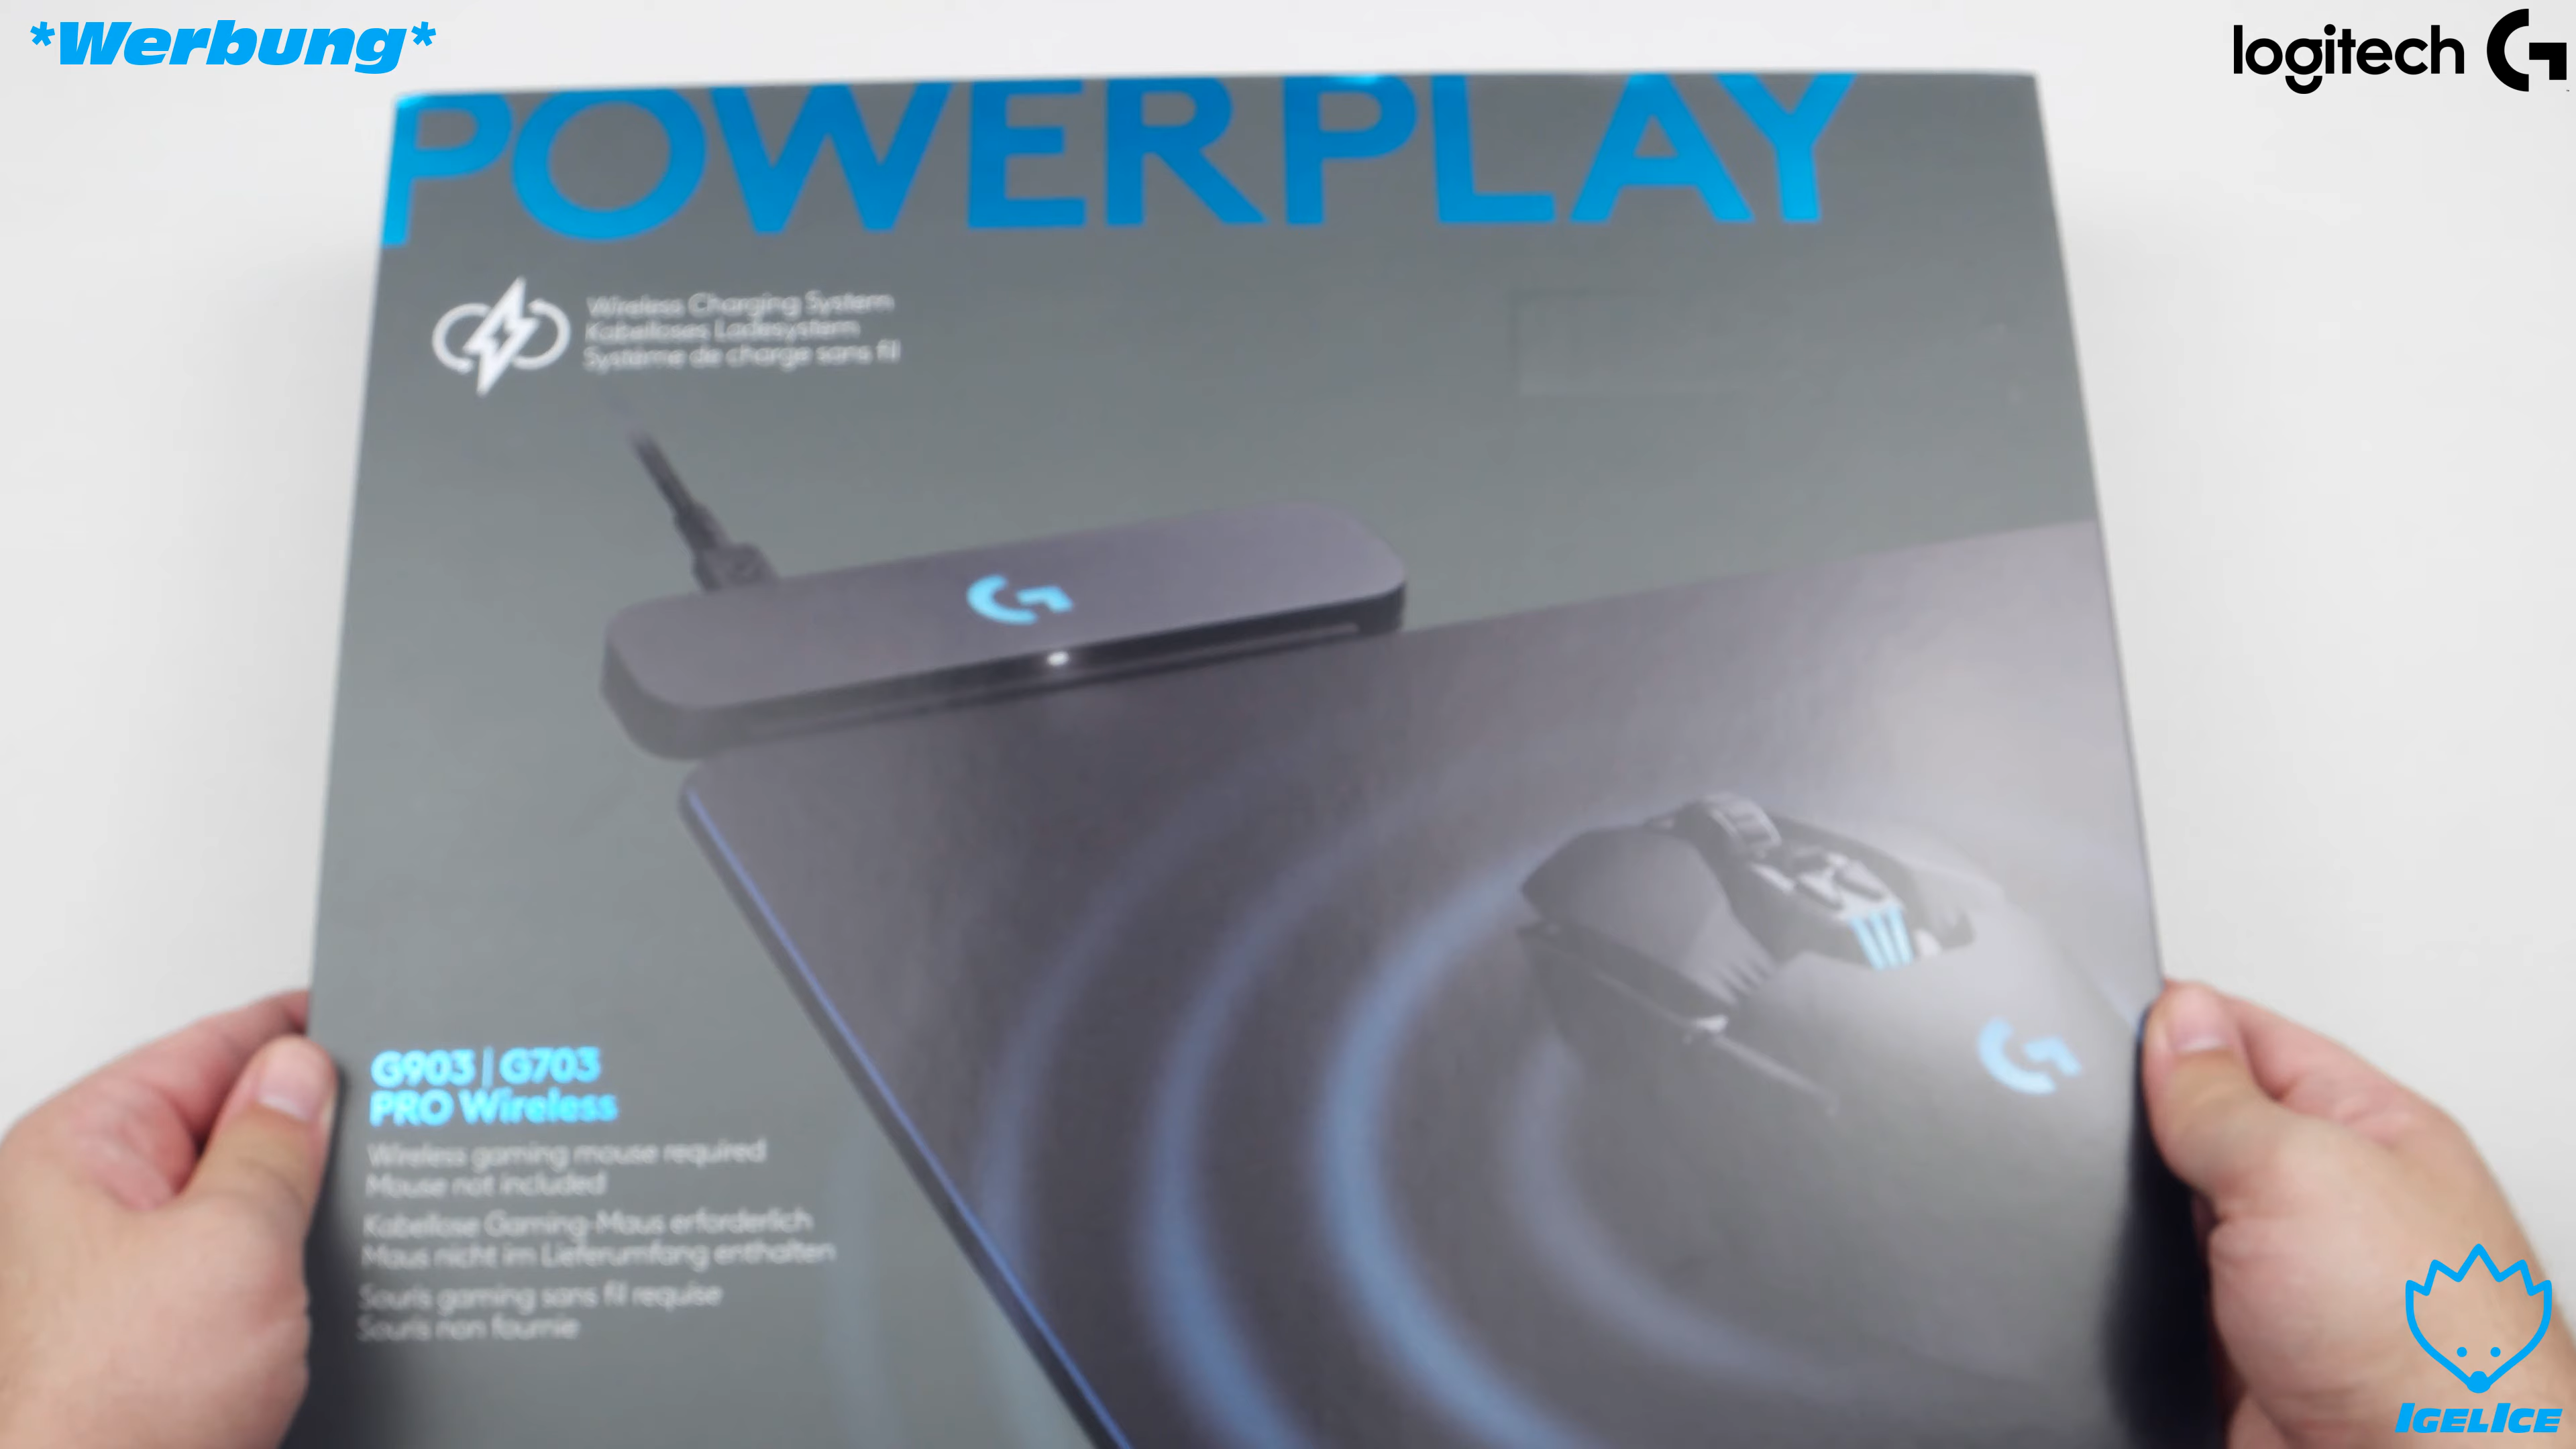 *Werbung*
logitech G
POWERPLAY
Wireless Charging System
Kabelloses Ladesystem
Système de charge sans fil
G903 | G703
PRO Wireless
Wireless gaming mouse required
Mouse not included
Kabellose Gaming-Maus erforderlich
Maus nicht im Lieferumfang enthalten
Souris gaming sans fil requise
Souris non fournie
IGELICE